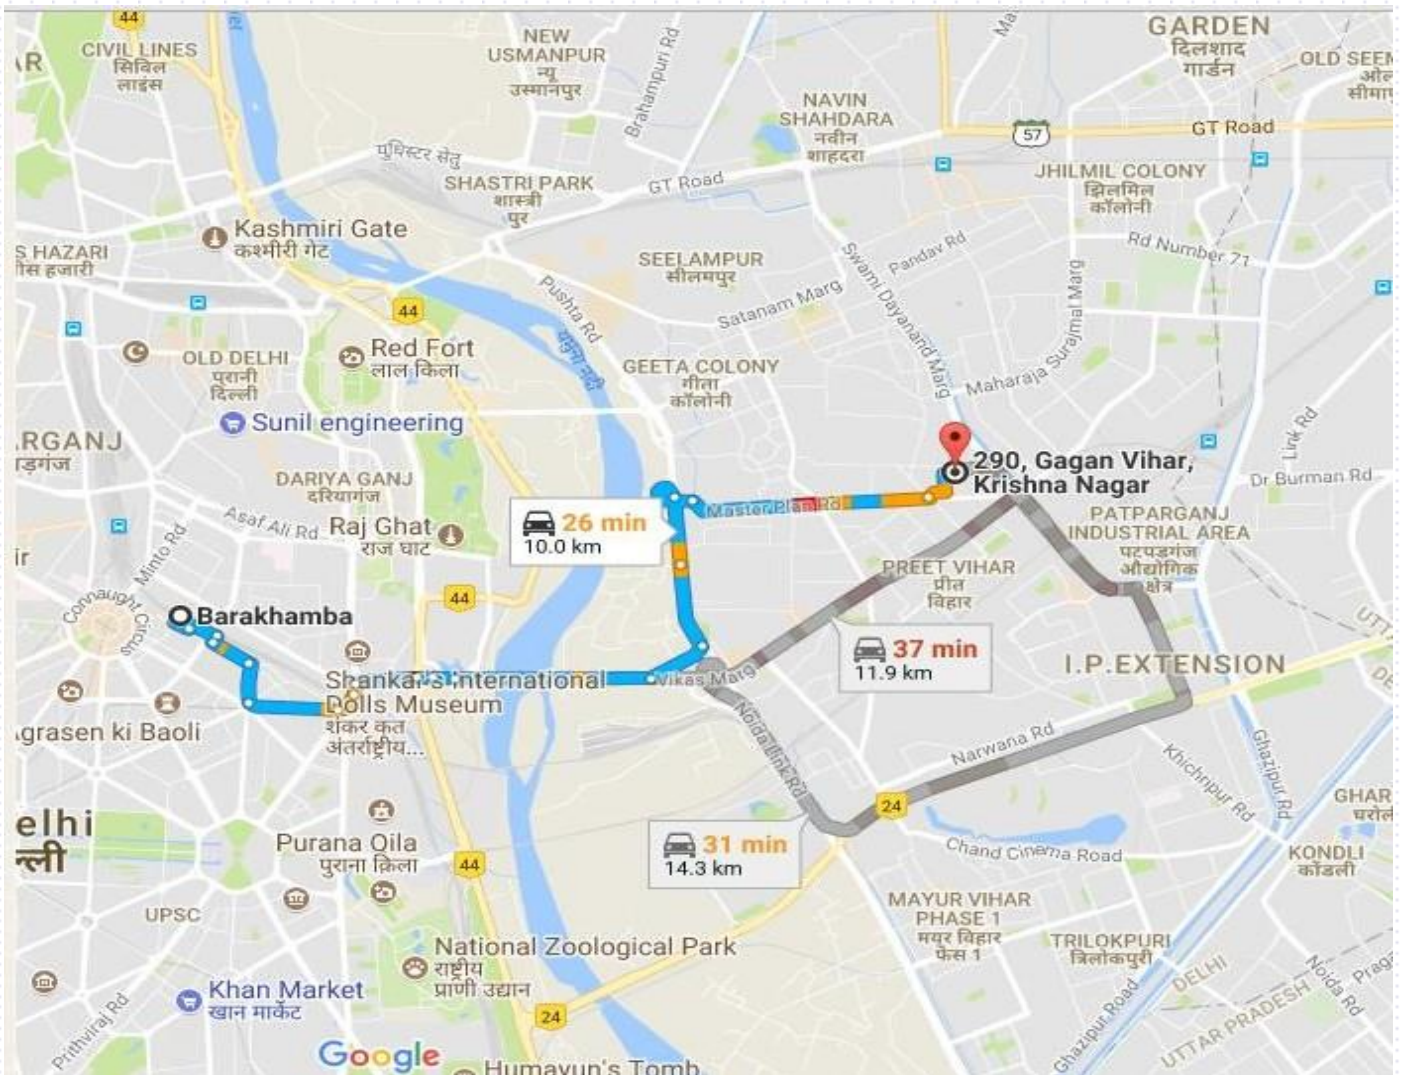 44
CIVIL LINES
सिविल
लाइंस
NEW
USMANPUR
न्यू
उस्मानपुर
Brahampuri Rd
GARDEN
दिलशाद
गार्डन
NAVIN
SHAHDARA
नवीन
शाहदरा
57
GT Road
JHILMIL COLONY
झिलमिल
कॉलोनी
SHASTRI PARK
शास्त्री
पुर
GT Road
Kashmiri Gate
कश्मीरी गेट
S HAZARI
SEELAMPUR
सीलमपुर
Pandav Rd
Rd Number 71
Swami Dayanand Marg
Satanam Marg
Maharaja Surajmal Marg
Pushta Rd
44
OLD DELHI
पुरानी
दिल्ली
Red Fort
लाल किला
GEETA COLONY
गीता
कॉलोनी
Sunil engineering
Link Rd
290, Gagan Vihar,
Krishna Nagar
Dr Burman Rd
DARIYA GANJ
दरियागंज
Asaf Ali Rd
Raj Ghat
राज घाट
26 min
10.0 km
Master Plan Rd
PATPARGANJ
INDUSTRIAL AREA
पटपड़गंज
औद्योगिक
क्षेत्र
Minto Rd
PREET VIHAR
प्रीत
विहार
44
Connaught Circus
Barakhamba
37 min
11.9 km
I.P.EXTENSION
Shankar's International
Dolls Museum
शंकर कृत
अंतर्राष्ट्रीय...
Vikas Marg
Noida Link Rd
Agrasen ki Baoli
Narwana Rd
Khichripur Rd
Ghazipur Rd
24
31 min
14.3 km
Chand Cinema Road
KONDLI
कोंडली
elhi
Purana Qila
पुराना क़िला
44
UPSC
MAYUR VIHAR
PHASE 1
मयूर विहार
फेस 1
TRILOKPURI
त्रिलोकपुरी
National Zoological Park
राष्ट्रीय
प्राणी उद्यान
Khan Market
खान मार्केट
24
DELHI
UTTAR PRADESH
Noida Rd
Ghazipur Road
Prithviraj Rd
Google
Humayun's Tomb